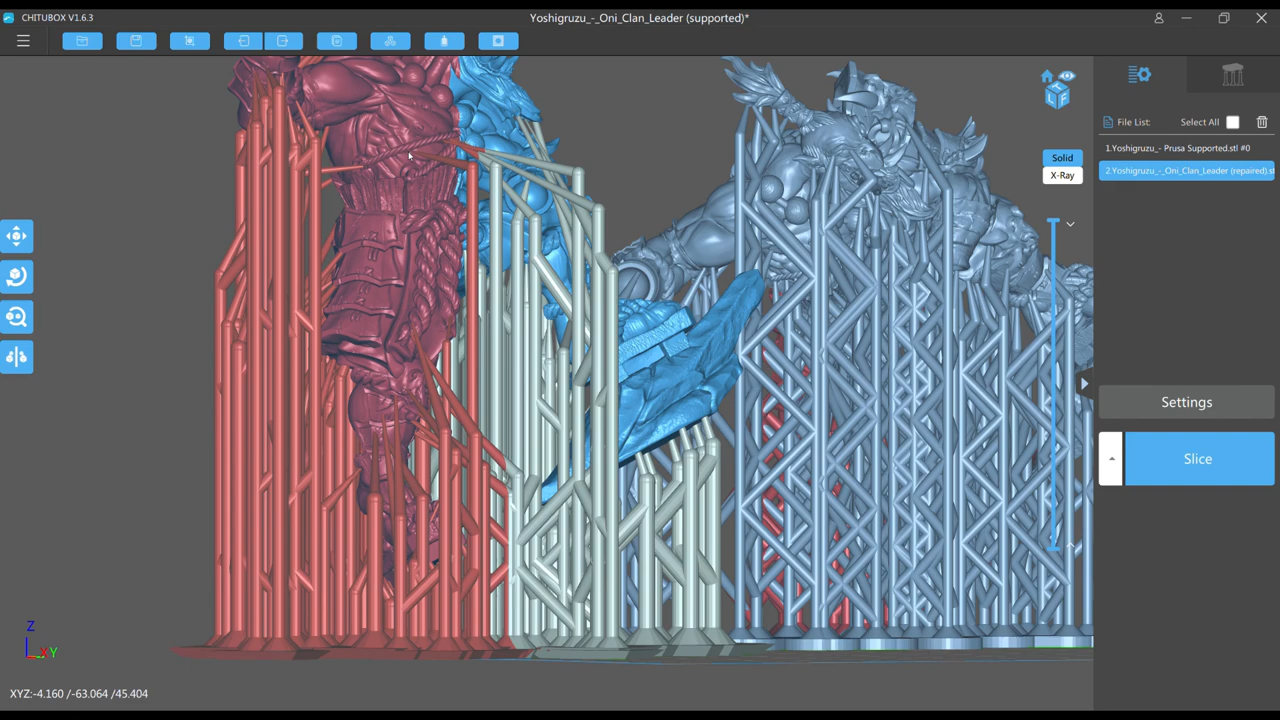 CHITUBOX V1.6.3
Yoshigruzu_-_Oni_Clan_Leader (supported)*
File List:
Select All
1.Yoshigruzu_- Prusa Supported.stl #0
2.Yoshigruzu_-_Oni_Clan_Leader (repaired).st
Solid
X-Ray
Settings
Slice
Z
XY
XYZ:-4.160 /-63.064 /45.404